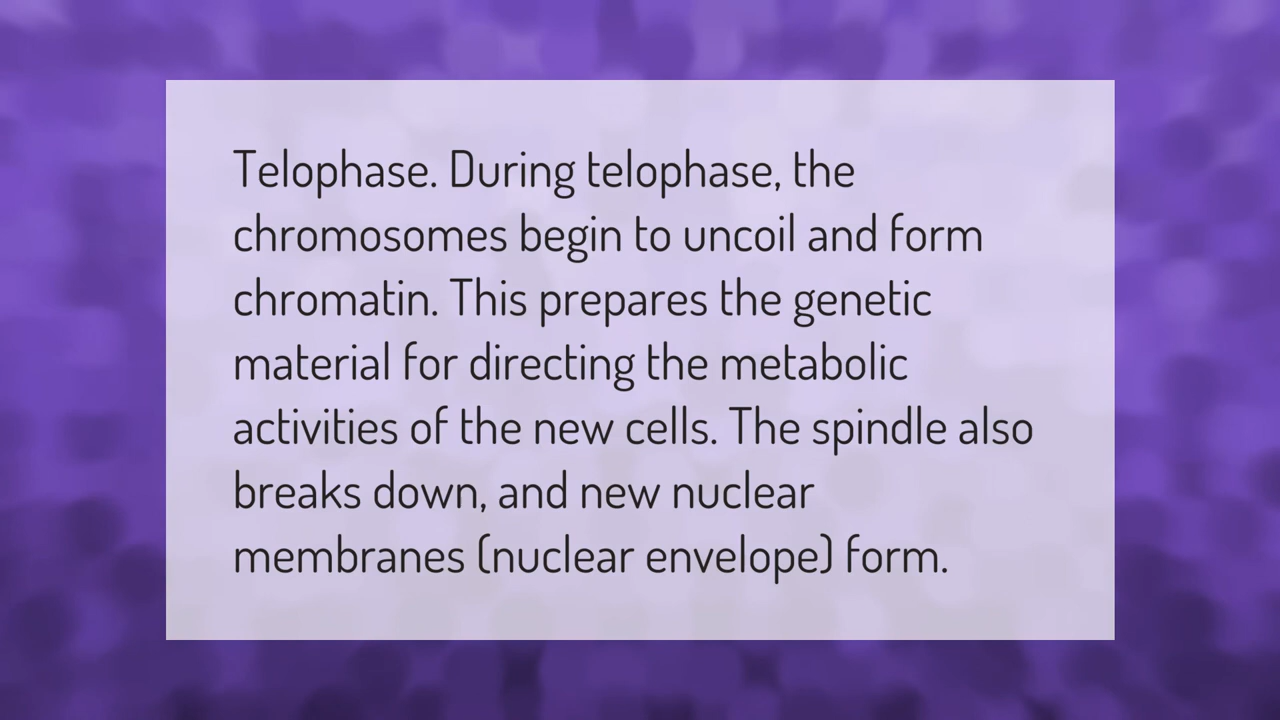 Telophase. During telophase, the
chromosomes begin to uncoil and form
chromatin. This prepares the genetic
material for directing the metabolic
activities of the new cells. The spindle also
breaks down, and new nuclear
membranes (nuclear envelope) form.